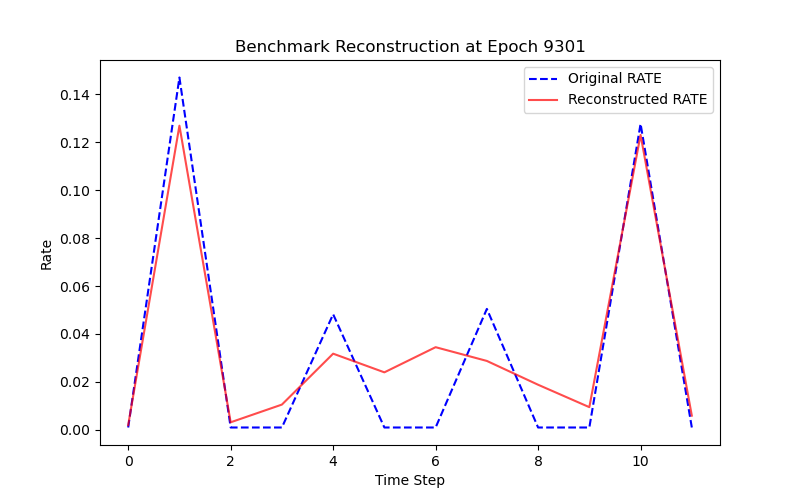 Benchmark Reconstruction at Epoch 9301
Original RATE
Reconstructed RATE
Rate
0.14
0.12
0.10
0.08
0.06
0.04
0.02
0.00
0 2 4 6 8 10
Time Step